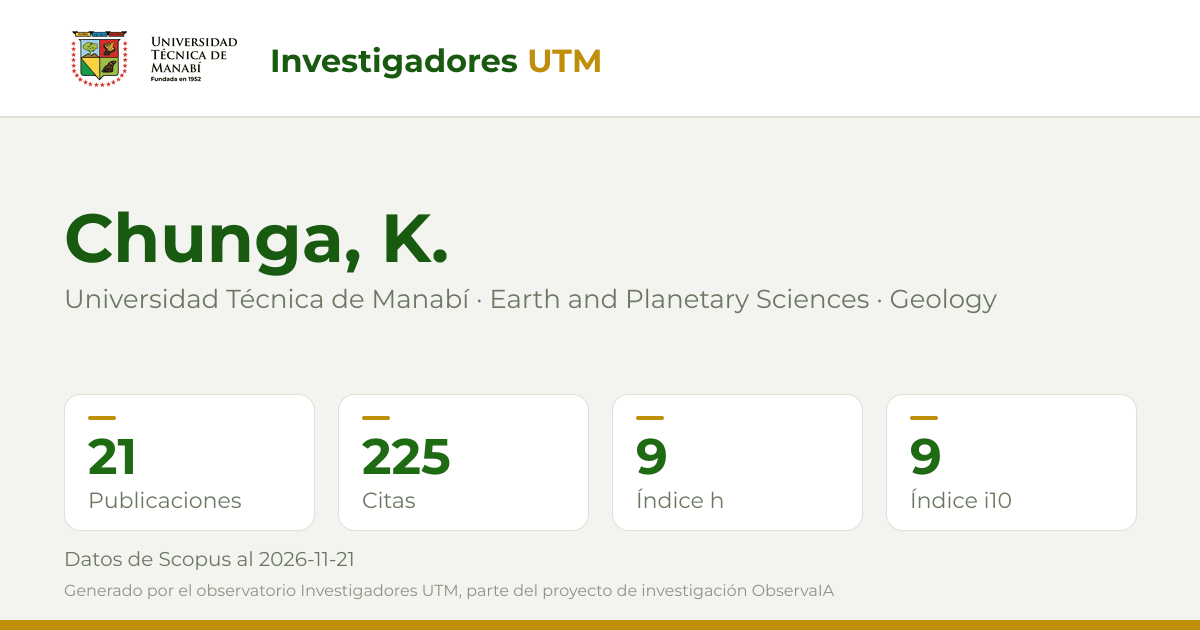 UNIVERSIDAD
TÉCNICA DE
MANABÍ
Fundada en 1952
Investigadores UTM
Chunga, K.
Universidad Técnica de Manabí · Earth and Planetary Sciences · Geology
21
Publicaciones
225
Citas
9
Índice h
9
Índice i10
Datos de Scopus al 2026-11-21
Generado por el observatorio Investigadores UTM, parte del proyecto de investigación ObservaIA